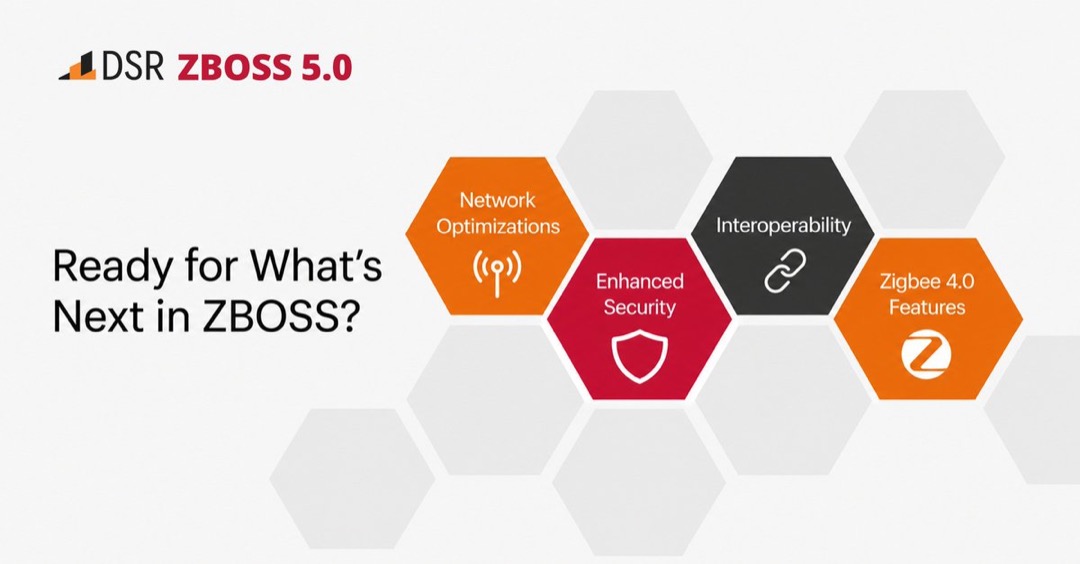 DSR ZBOSS 5.0
Ready for What's
Next in ZBOSS?
Network
Optimizations
Enhanced
Security
Interoperability
Zigbee 4.0
Features